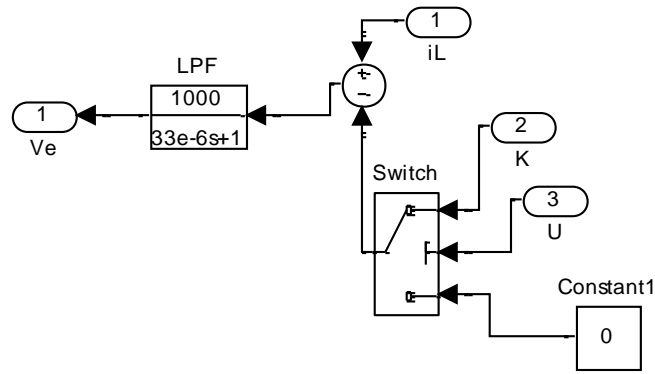 1
iL
+
−
LPF
1000
33e-6s+1
1
Ve
2
K
Switch
3
U
Constant1
0